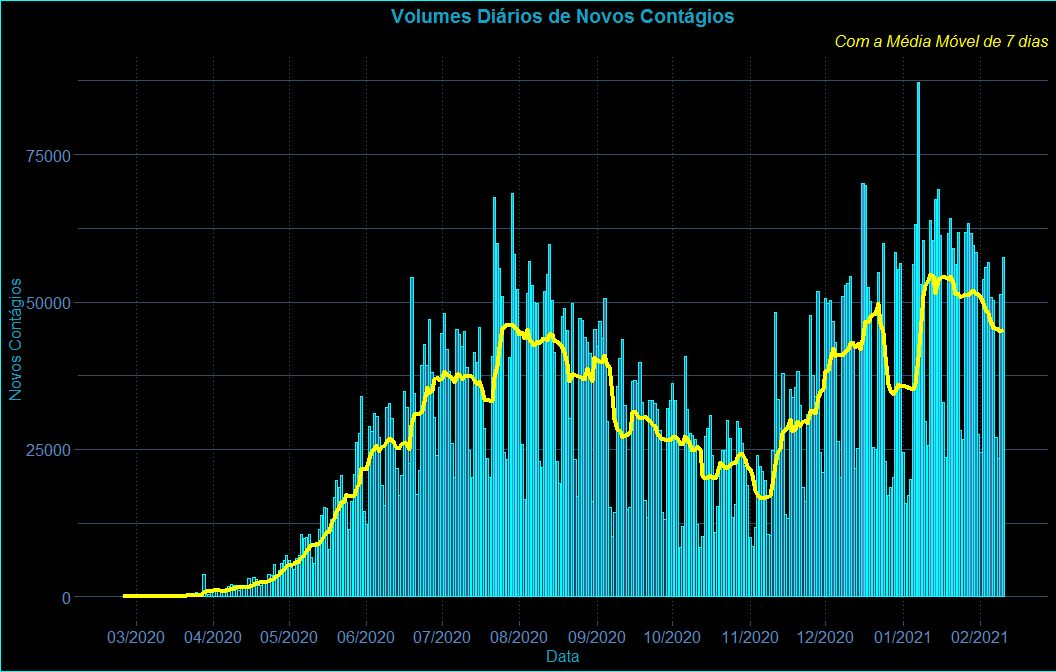 Volumes Diários de Novos Contágios
Com a Média Móvel de 7 dias
Novos Contágios
75000
50000
25000
0
03/2020 04/2020 05/2020 06/2020 07/2020 08/2020 09/2020 10/2020 11/2020 12/2020 01/2021 02/2021
Data